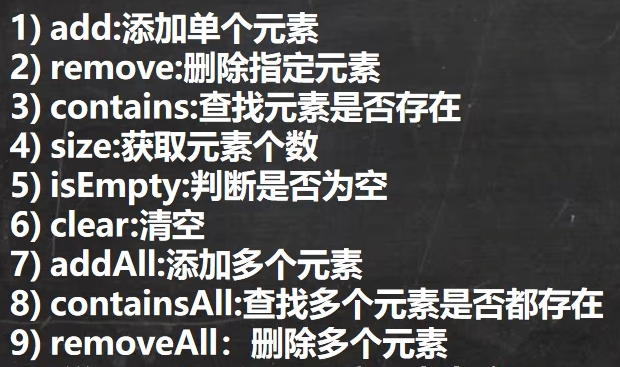 1) add:添加单个元素
2) remove:删除指定元素
3) contains:查找元素是否存在
4) size:获取元素个数
5) isEmpty:判断是否为空
6) clear:清空
7) addAll:添加多个元素
8) containsAll:查找多个元素是否都存在
9) removeAll：删除多个元素